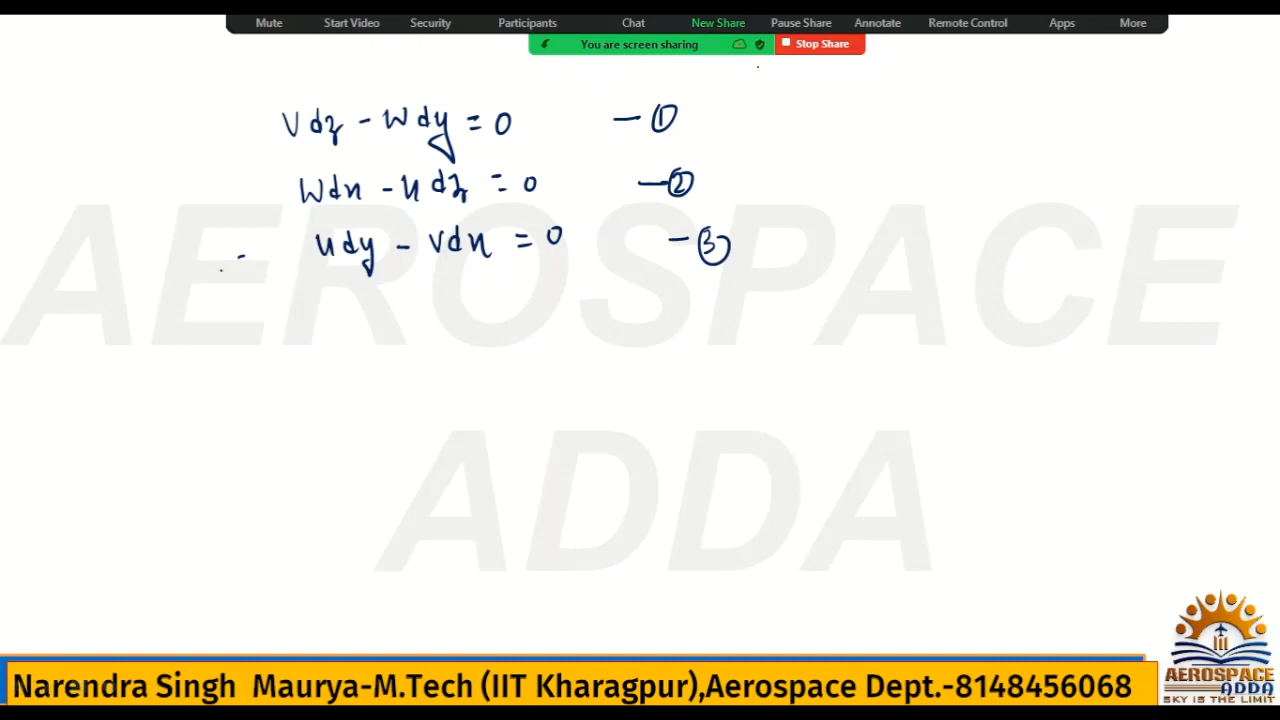 Mute Start Video Security Participants Chat New Share Pause Share Annotate Remote Control Apps More
You are screen sharing Stop Share
Vdz - Wdy = 0 - ①
Wdx - udz = 0 - ②
udy - vdx = 0 - ③
AEROSPACE
ADDA
Narendra Singh Maurya-M.Tech (IIT Kharagpur),Aerospace Dept.-8148456068
AEROSPACE
ADDA
SKY IS THE LIMIT